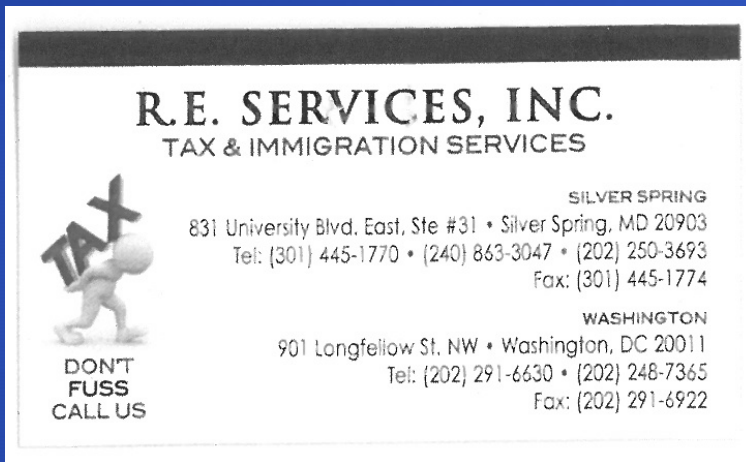 R.E. SERVICES, INC.
TAX & IMMIGRATION SERVICES
TAX
DON'T
FUSS
CALL US
SILVER SPRING
831 University Blvd. East, Ste #31 • Silver Spring, MD 20903
Tel: (301) 445-1770 • (240) 863-3047 • (202) 250-3693
Fax: (301) 445-1774
WASHINGTON
901 Longfellow St. NW • Washington, DC 20011
Tel: (202) 291-6630 • (202) 248-7365
Fax: (202) 291-6922